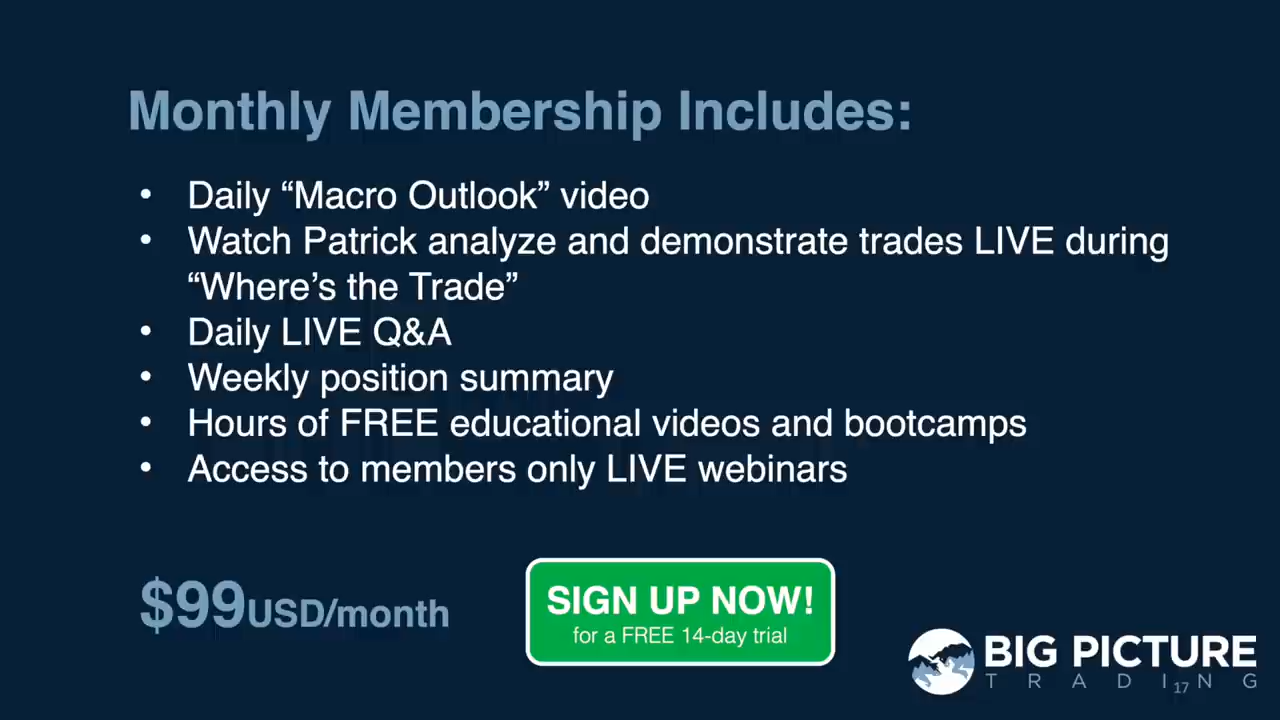 Monthly Membership Includes:
• Daily “Macro Outlook” video
• Watch Patrick analyze and demonstrate trades LIVE during
“Where’s the Trade”
• Daily LIVE Q&A
• Weekly position summary
• Hours of FREE educational videos and bootcamps
• Access to members only LIVE webinars
$99USD/month
SIGN UP NOW!
for a FREE 14-day trial
BIG PICTURE
TRADING
17